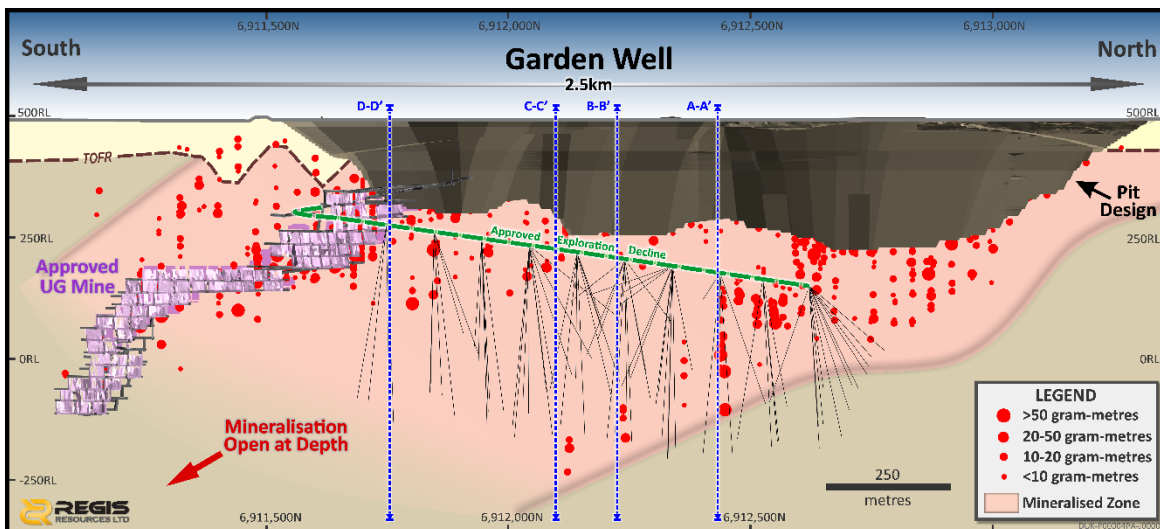 6,911,500N
6,912,000N
6,912,500N
6,913,000N
South
Garden Well
North
2.5km
D-D'
C-C'
B-B'
A-A'
500RL
500RL
TOFR
Pit
Design
250RL
250RL
Approved
Exploration
Decline
Approved
UG Mine
0RL
0RL
LEGEND
>50 gram-metres
20-50 gram-metres
10-20 gram-metres
<10 gram-metres
Mineralised Zone
Mineralisation
Open at Depth
250
metres
-250RL
REGIS
RESOURCES LTD
6,911,500N
6,912,000N
6,912,500N